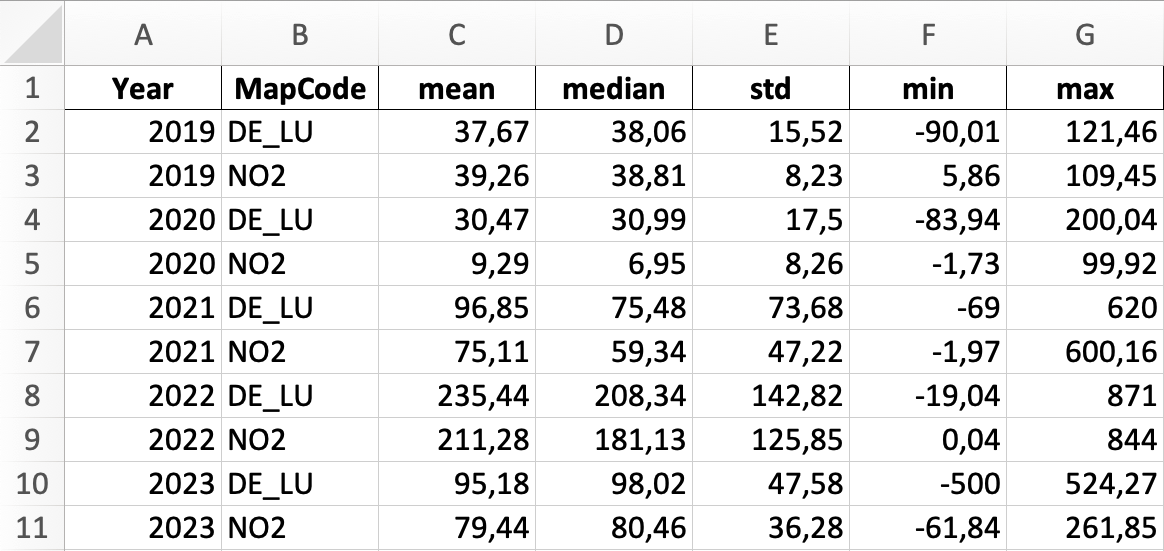 A B C D E F G
1 Year MapCode mean median std min max
2 2019 DE_LU 37,67 38,06 15,52 -90,01 121,46
3 2019 NO2 39,26 38,81 8,23 5,86 109,45
4 2020 DE_LU 30,47 30,99 17,5 -83,94 200,04
5 2020 NO2 9,29 6,95 8,26 -1,73 99,92
6 2021 DE_LU 96,85 75,48 73,68 -69 620
7 2021 NO2 75,11 59,34 47,22 -1,97 600,16
8 2022 DE_LU 235,44 208,34 142,82 -19,04 871
9 2022 NO2 211,28 181,13 125,85 0,04 844
10 2023 DE_LU 95,18 98,02 47,58 -500 524,27
11 2023 NO2 79,44 80,46 36,28 -61,84 261,85